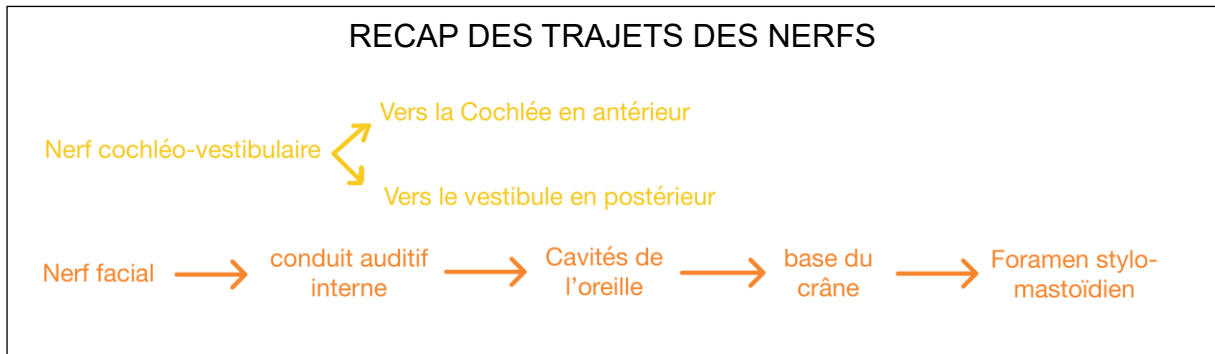 RECAP DES TRAJETS DES NERFS
Vers la Cochlée en antérieur
Nerf cochléo-vestibulaire
Vers le vestibule en postérieur
Nerf facial
conduit auditif
interne
Cavités de
l'oreille
base du
crâne
Foramen stylo-
mastoïdien